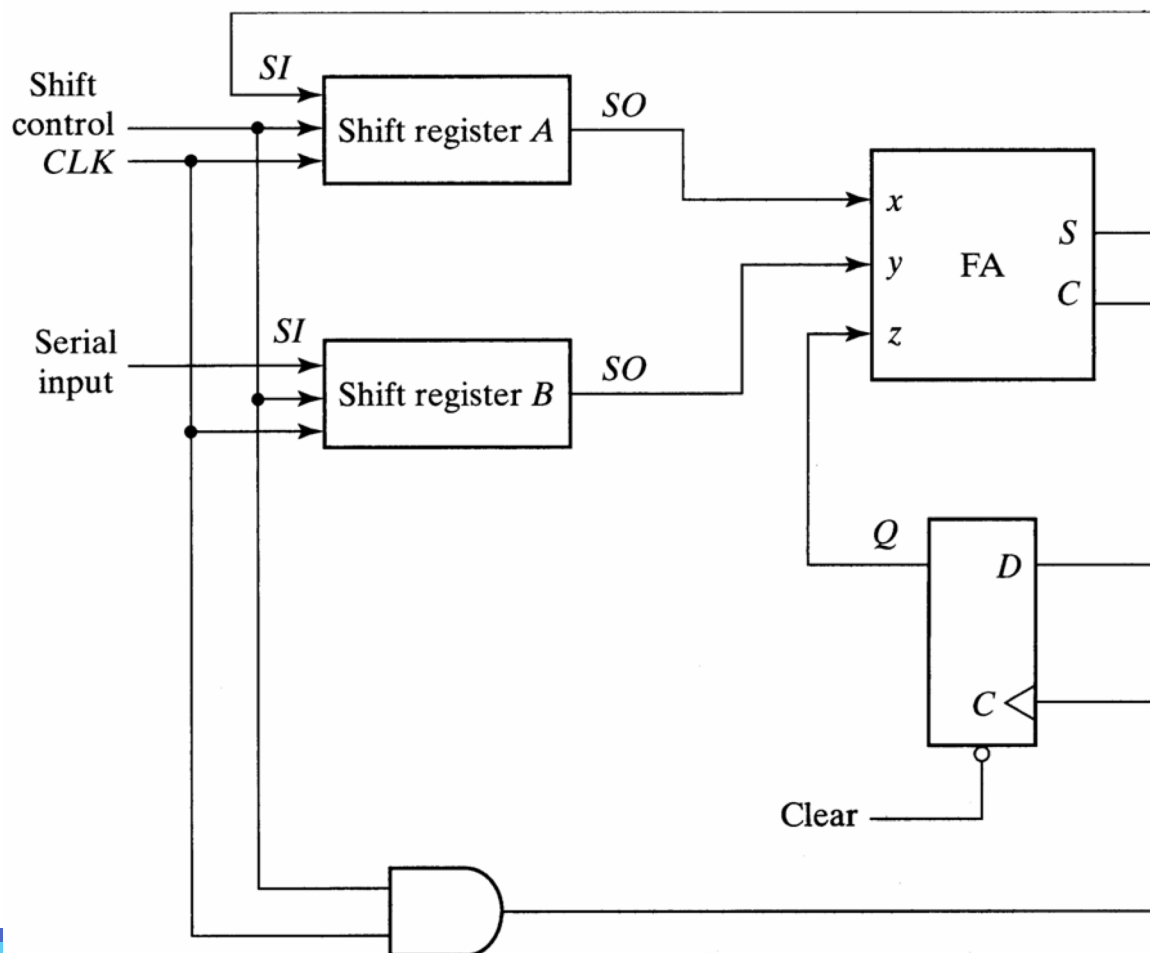 SI
Shift
control
CLK
Shift register A
SO
x
y
z
FA
S
C
Serial
input
SI
Shift register B
SO
Q
D
C
Clear